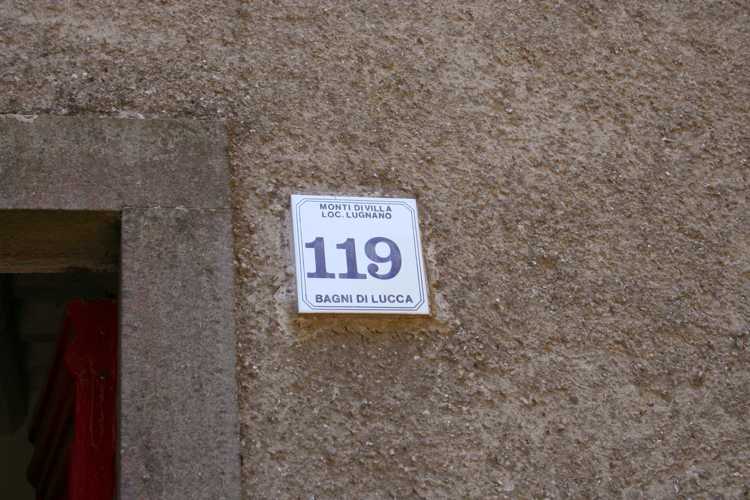 MONTI DI VILLA
LOC. LUGNANO
119
BAGNI DI LUCCA